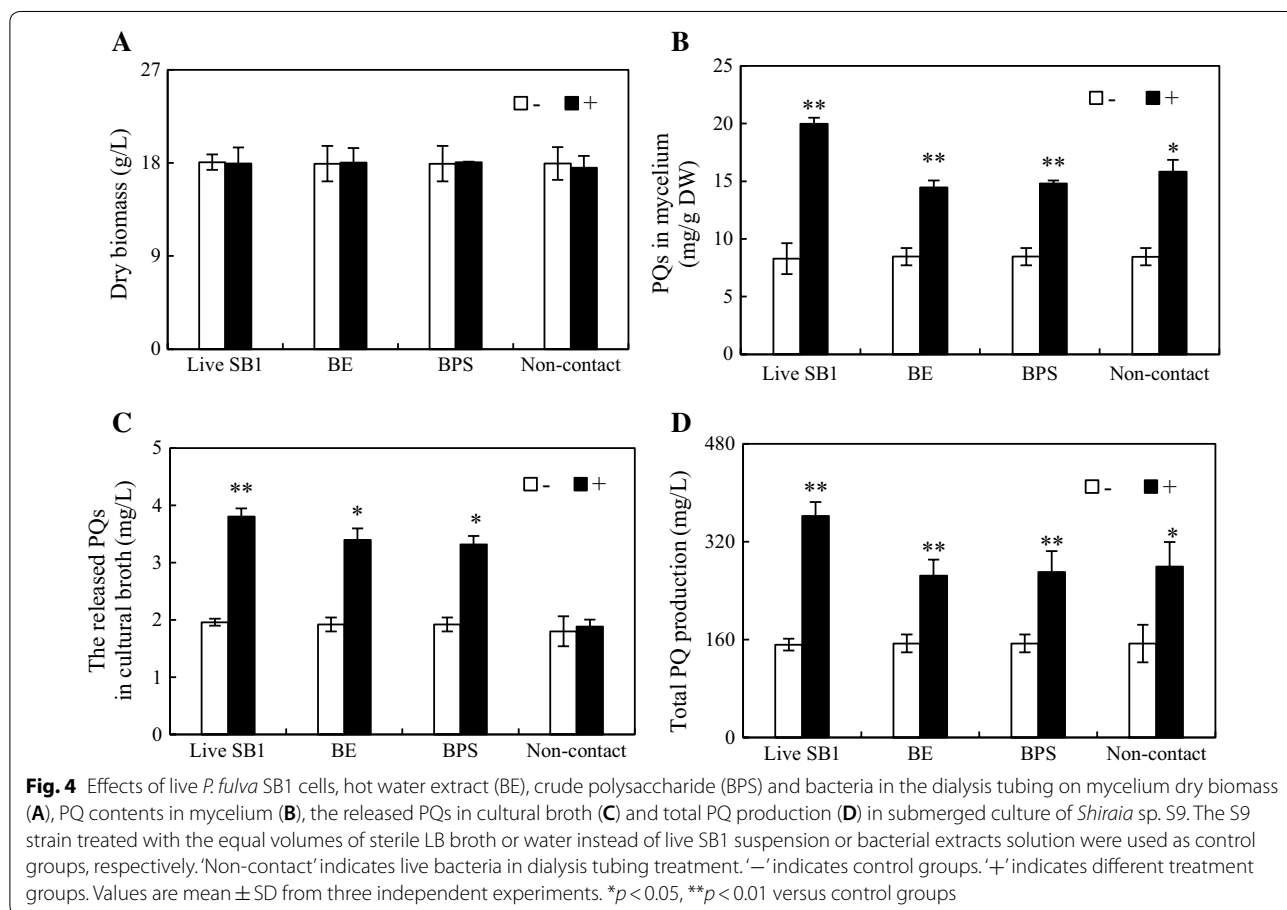 A
27
18
9
0
Dry biomass (g/L)
- +
Live SB1 BE BPS Non-contact
B
25
20
15
10
5
0
PQs in mycelium
(mg/g DW)
- +
** ** ** *
Live SB1 BE BPS Non-contact
C
5
4
3
2
1
0
The released PQs
in cultural broth (mg/L)
- +
** * *
Live SB1 BE BPS Non-contact
D
480
320
160
0
Total PQ production (mg/L)
- +
** ** ** *
Live SB1 BE BPS Non-contact
Fig. 4 Effects of live P. fulva SB1 cells, hot water extract (BE), crude polysaccharide (BPS) and bacteria in the dialysis tubing on mycelium dry biomass
(A), PQ contents in mycelium (B), the released PQs in cultural broth (C) and total PQ production (D) in submerged culture of Shiraia sp. S9. The S9
strain treated with the equal volumes of sterile LB broth or water instead of live SB1 suspension or bacterial extracts solution were used as control
groups, respectively. ‘Non-contact’ indicates live bacteria in dialysis tubing treatment. ‘−’ indicates control groups. ‘+’ indicates different treatment
groups. Values are mean ± SD from three independent experiments. *p < 0.05, **p < 0.01 versus control groups